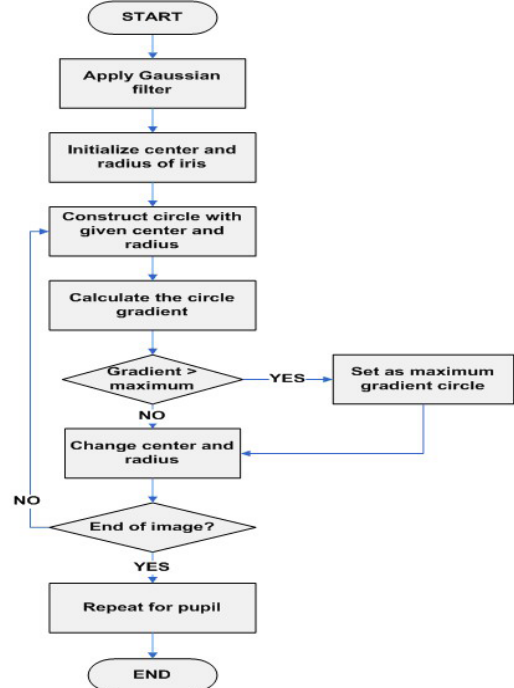 START
Apply Gaussian
filter
Initialize center and
radius of iris
Construct circle with
given center and
radius
Calculate the circle
gradient
Gradient >
maximum
YES
Set as maximum
gradient circle
NO
Change center and
radius
NO
End of image?
YES
Repeat for pupil
END